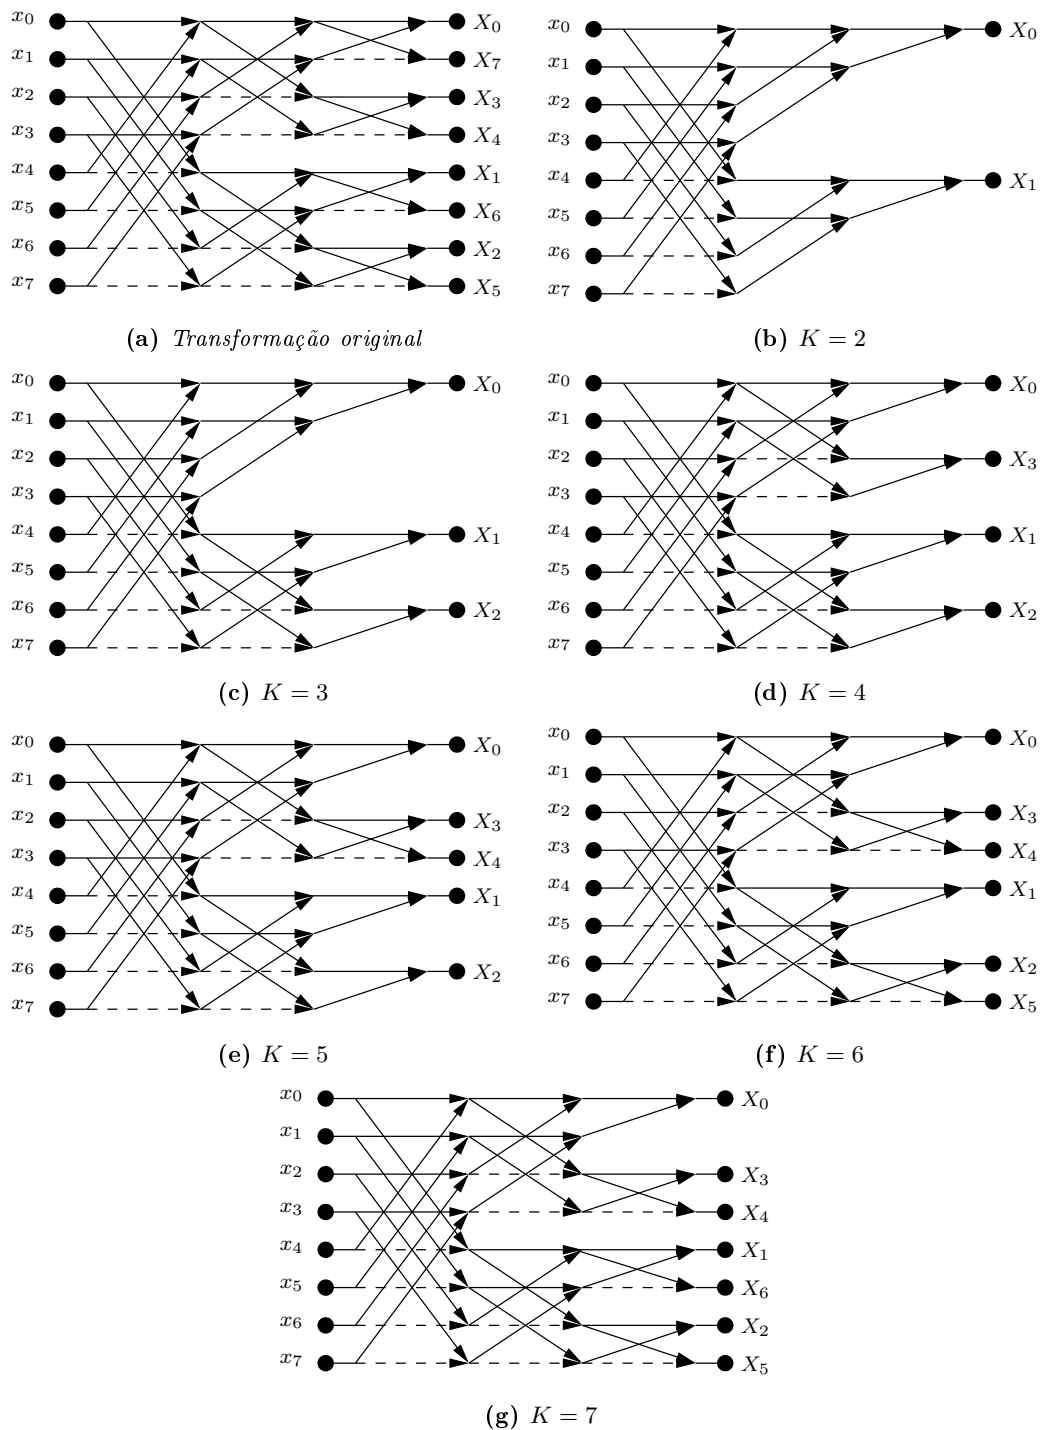 x₀ X₀
x₁ X₇
x₂ X₃
x₃ X₄
x₄ X₁
x₅ X₆
x₆ X₂
x₇ X₅
(a) Transformação original
x₀ X₀
x₁
x₂
x₃
x₄ X₁
x₅
x₆
x₇
(b) K = 2
x₀ X₀
x₁
x₂
x₃
x₄ X₁
x₅
x₆ X₂
x₇
(c) K = 3
x₀ X₀
x₁
x₂ X₃
x₃
x₄ X₁
x₅
x₆ X₂
x₇
(d) K = 4
x₀ X₀
x₁
x₂ X₃
x₃ X₄
x₄ X₁
x₅
x₆ X₂
x₇
(e) K = 5
x₀ X₀
x₁
x₂ X₃
x₃ X₄
x₄ X₁
x₅
x₆ X₂
x₇ X₅
(f) K = 6
x₀ X₀
x₁
x₂ X₃
x₃ X₄
x₄ X₁
x₅ X₆
x₆ X₂
x₇ X₅
(g) K = 7